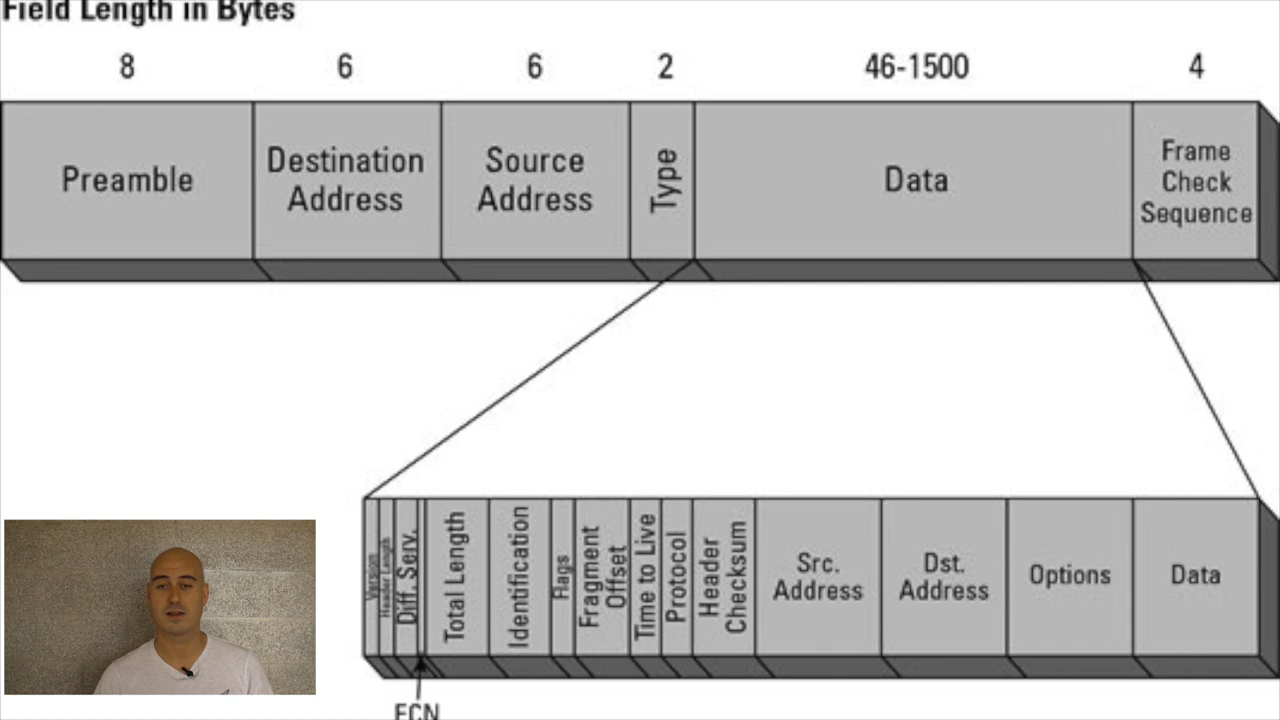 Field Length in Bytes
8 6 6 2 46-1500 4
Preamble
Destination
Address
Source
Address
Type
Data
Frame
Check
Sequence
Version
Header Length
Diff. Serv.
Total Length
Identification
Flags
Fragment
Offset
Time to Live
Protocol
Header
Checksum
Src.
Address
Dst.
Address
Options
Data
ECN